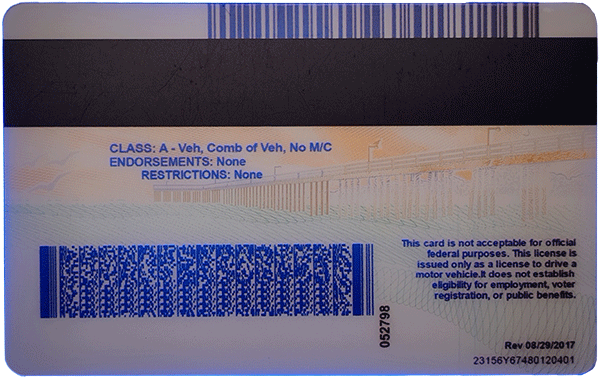 CLASS: A - Veh, Comb of Veh, No M/C
ENDORSEMENTS: None
RESTRICTIONS: None
This card is not acceptable for official
federal purposes. This license is
issued only as a license to drive a
motor vehicle.It does not establish
eligibility for employment, voter
registration, or public benefits.
052798
Rev 08/29/2017
23156Y67480120401